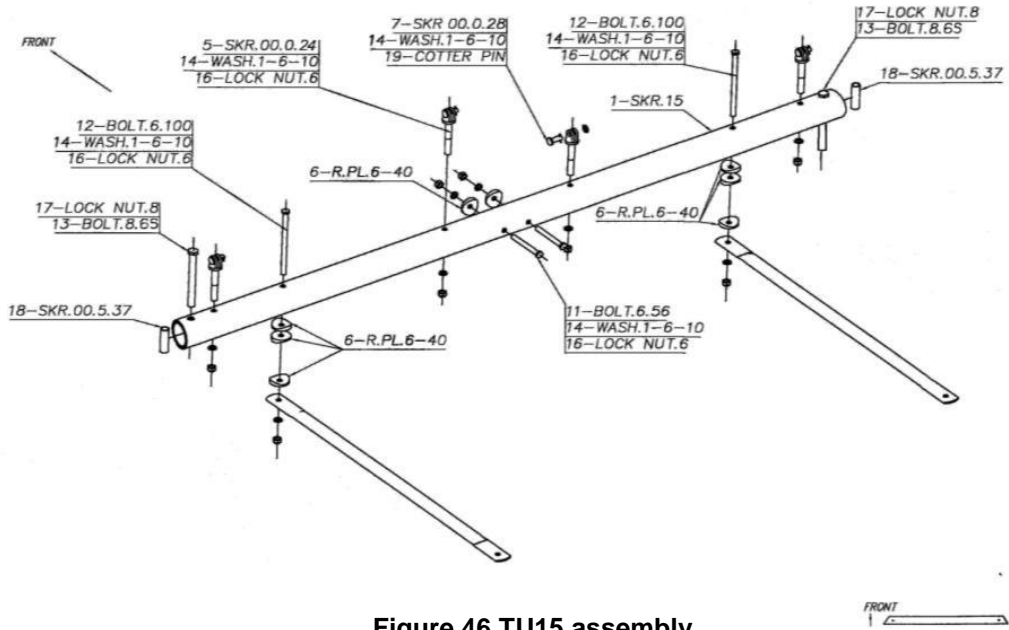 FRONT
5-SKR.00.0.24
14-WASH.1-6-10
16-LOCK NUT.6
7-SKR 00.0.28
14-WASH.1-6-10
19-COTTER PIN
12-BOLT.6.100
14-WASH.1-6-10
16-LOCK NUT.6
17-LOCK NUT.8
13-BOLT.8.65
18-SKR.00.5.37
1-SKR.15
12-BOLT.6.100
14-WASH.1-6-10
16-LOCK NUT.6
6-R.PL.6-40
17-LOCK NUT.8
13-BOLT.8.65
6-R.PL.6-40
18-SKR.00.5.37
6-R.PL.6-40
11-BOLT.6.56
14-WASH.1-6-10
16-LOCK NUT.6
FRONT
Figure 46 TU15 assembly